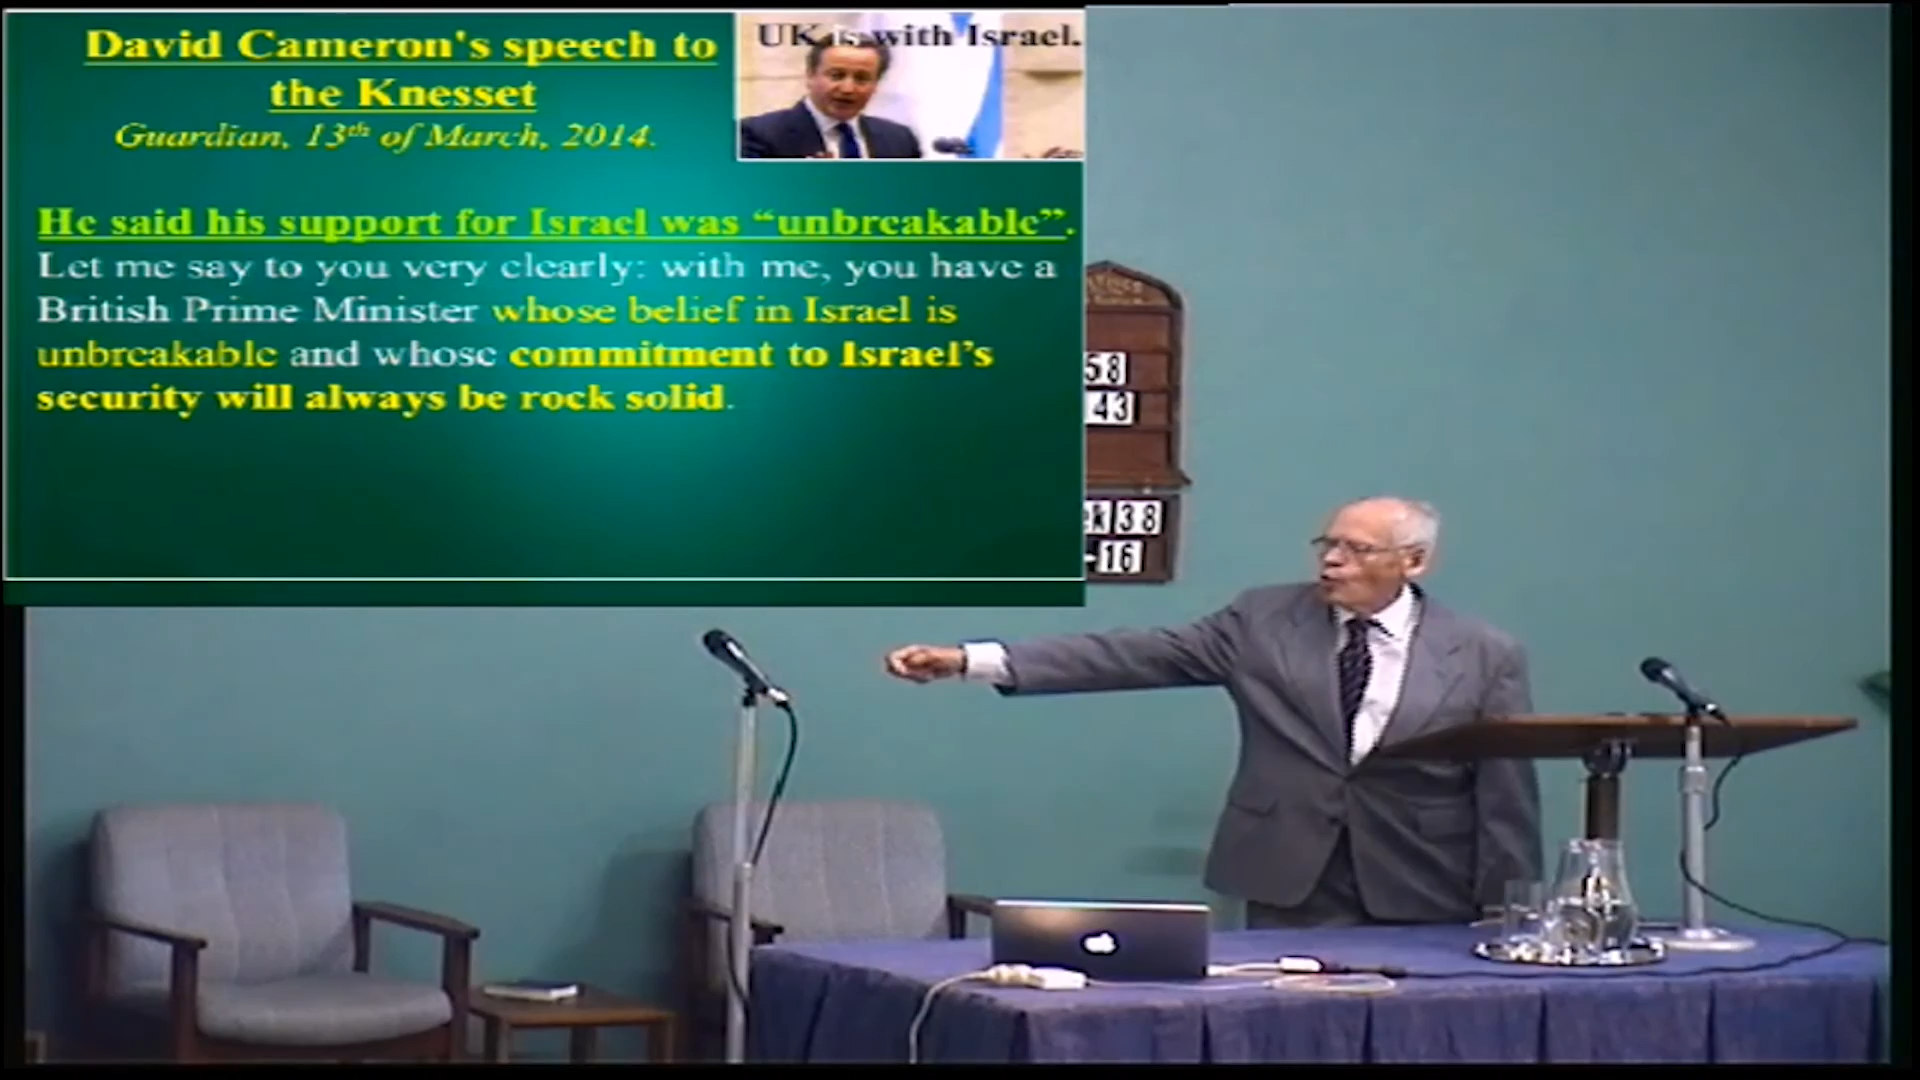 David Cameron's speech to
the Knesset
Guardian, 13th of March, 2014.
UK is with Israel.
He said his support for Israel was “unbreakable”.
Let me say to you very clearly: with me, you have a
British Prime Minister whose belief in Israel is
unbreakable and whose commitment to Israel’s
security will always be rock solid.
58
43
38
-16